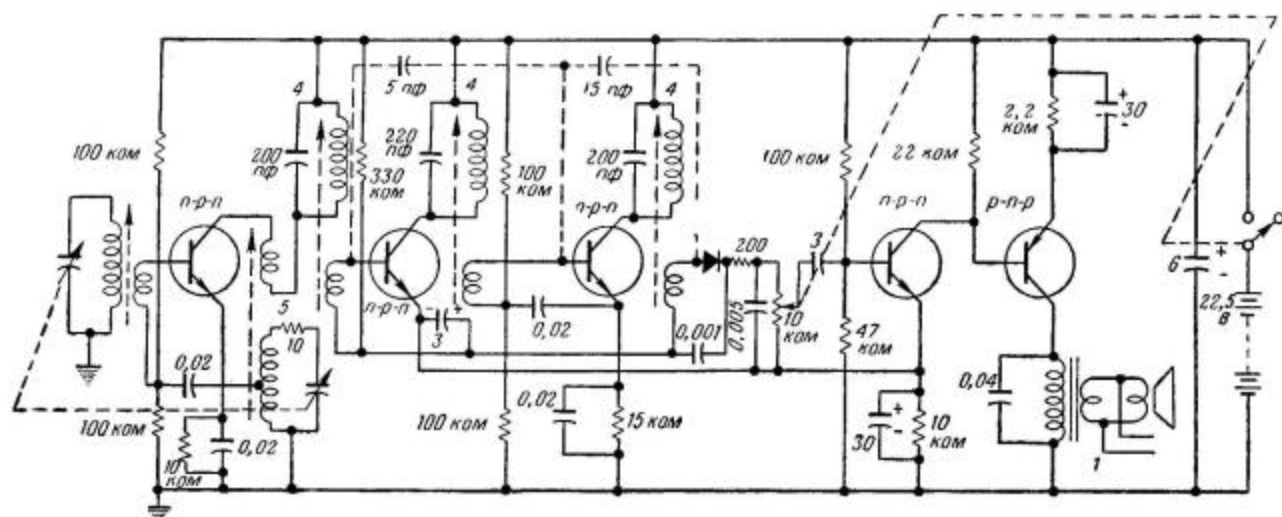 100 ком
n-p-n
0,02
100 ком
10 ком
0,02
5
10
200 пф
4
330 ком
5 пф
4
220 пф
100 ком
n-p-n
3
- +
0,02
100 ком
0,02
15 ком
15 пф
4
200 пф
n-p-n
200
0,001
0,005
10 ком
3
100 ком
47 ком
n-p-n
22 ком
30
+ -
10 ком
p-n-p
2,2 ком
+
30
-
0,04
1
6
+ -
22,5 в